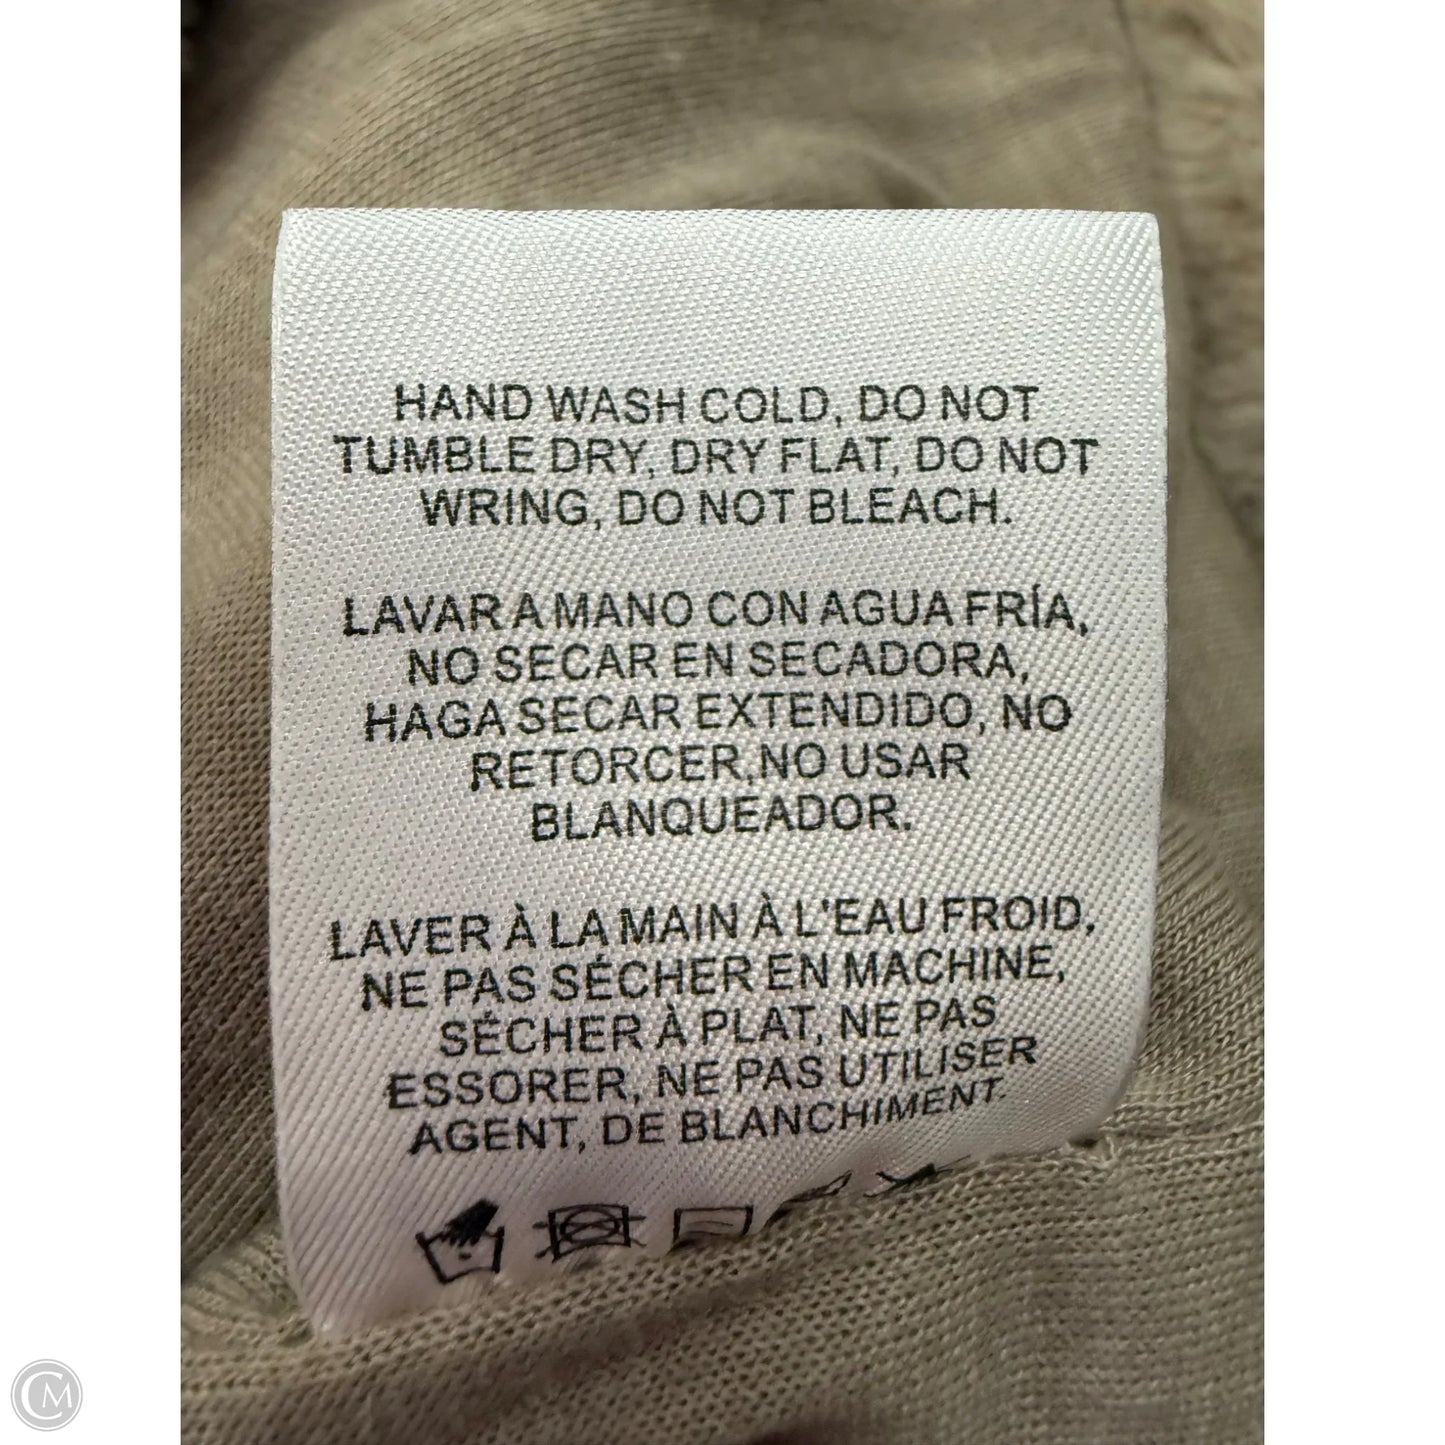 HAND WASH COLD, DO NOT
TUMBLE DRY, DRY FLAT, DO NOT
WRING, DO NOT BLEACH.
LAVAR A MANO CON AGUA FRÍA,
NO SECAR EN SECADORA,
HAGA SECAR EXTENDIDO, NO
RETORCER,NO USAR
BLANQUEADOR.
LAVER À LA MAIN À L'EAU FROID,
NE PAS SÉCHER EN MACHINE,
SÉCHER À PLAT, NE PAS
ESSORER, NE PAS UTILISER
AGENT, DE BLANCHIMENT.
CM